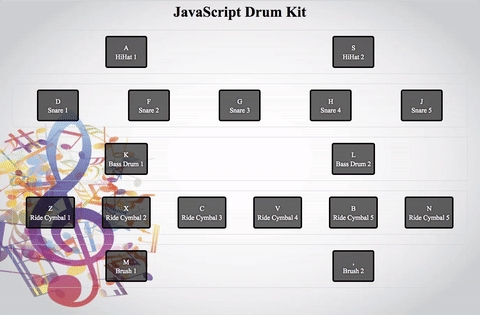 JavaScript Drum Kit
A
HiHat 1
S
HiHat 2
D
Snare 1
F
Snare 2
G
Snare 3
H
Snare 4
J
Snare 5
K
Bass Drum 1
L
Bass Drum 2
Z
Ride Cymbal 1
X
Ride Cymbal 2
C
Ride Cymbal 3
V
Ride Cymbal 4
B
Ride Cymbal 5
N
Ride Cymbal 5
M
Brush 1
,
Brush 2